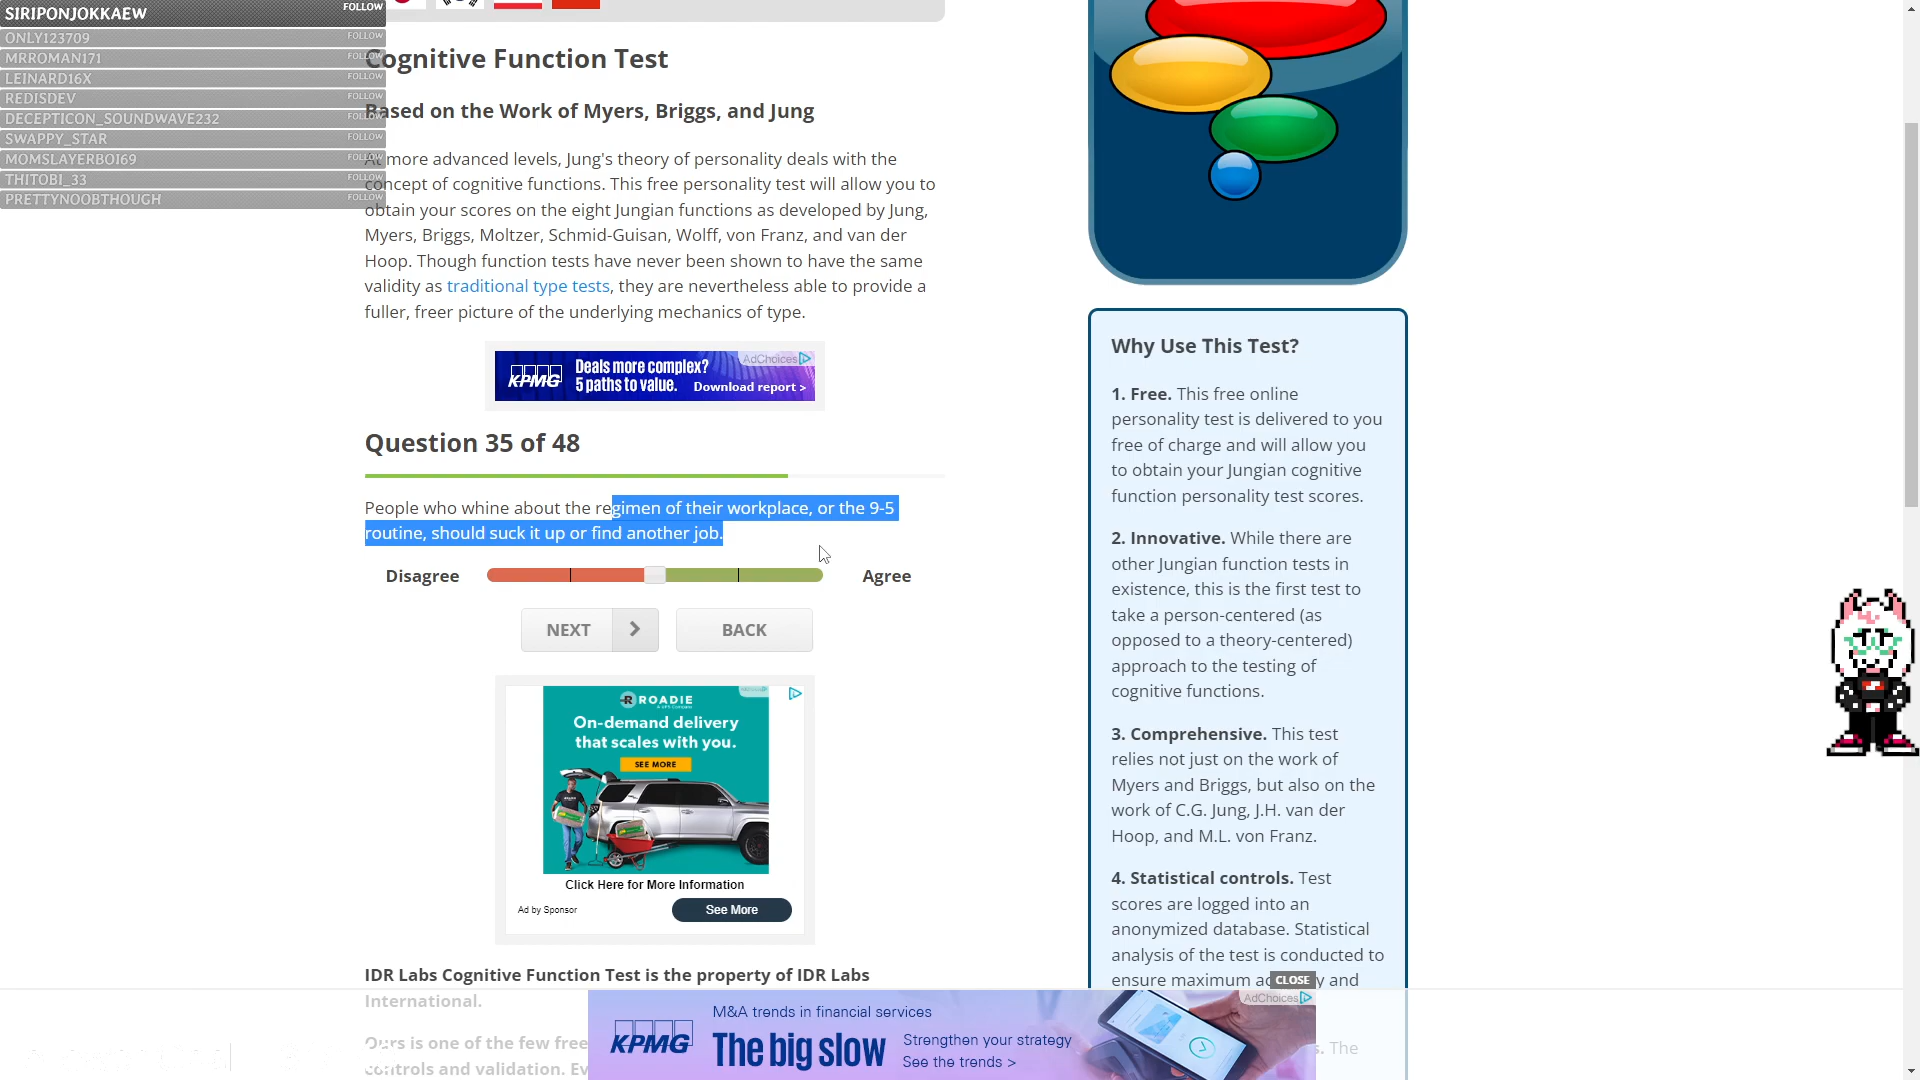 SIRIPONJOKKAEW FOLLOW
ONLY123709 FOLLOW
MRROMAN171 FOLLOW
LEINARD16X FOLLOW
REDISDEV FOLLOW
DECEPTICON_SOUNDWAVE232 FOLLOW
SWAPPY_STAR FOLLOW
MOMSLAYERBOI69 FOLLOW
THITOBI_33 FOLLOW
PRETTYNOOBTHOUGH FOLLOW
Cognitive Function Test
Based on the Work of Myers, Briggs, and Jung
At more advanced levels, Jung's theory of personality deals with the
concept of cognitive functions. This free personality test will allow you to
obtain your scores on the eight Jungian functions as developed by Jung,
Myers, Briggs, Moltzer, Schmid-Guisan, Wolff, von Franz, and van der
Hoop. Though function tests have never been shown to have the same
validity as traditional type tests, they are nevertheless able to provide a
fuller, freer picture of the underlying mechanics of type.
AdChoices
KPMG
Deals more complex?
5 paths to value. Download report >
Question 35 of 48
People who whine about the regimen of their workplace, or the 9-5
routine, should suck it up or find another job.
Disagree Agree
NEXT BACK
ROADIE
On-demand delivery
that scales with you.
SEE MORE
Click Here for More Information
Ad by Sponsor See More
IDR Labs Cognitive Function Test is the property of IDR Labs
International.
Ours is one of the few free
controls and validation. Ev
Why Use This Test?
1. Free. This free online
personality test is delivered to you
free of charge and will allow you
to obtain your Jungian cognitive
function personality test scores.
2. Innovative. While there are
other Jungian function tests in
existence, this is the first test to
take a person-centered (as
opposed to a theory-centered)
approach to the testing of
cognitive functions.
3. Comprehensive. This test
relies not just on the work of
Myers and Briggs, but also on the
work of C.G. Jung, J.H. van der
Hoop, and M.L. von Franz.
4. Statistical controls. Test
scores are logged into an
anonymized database. Statistical
analysis of the test is conducted to
ensure maximum and
The
CLOSE
AdChoices
KPMG
M&A trends in financial services
The big slow
Strengthen your strategy
See the trends >